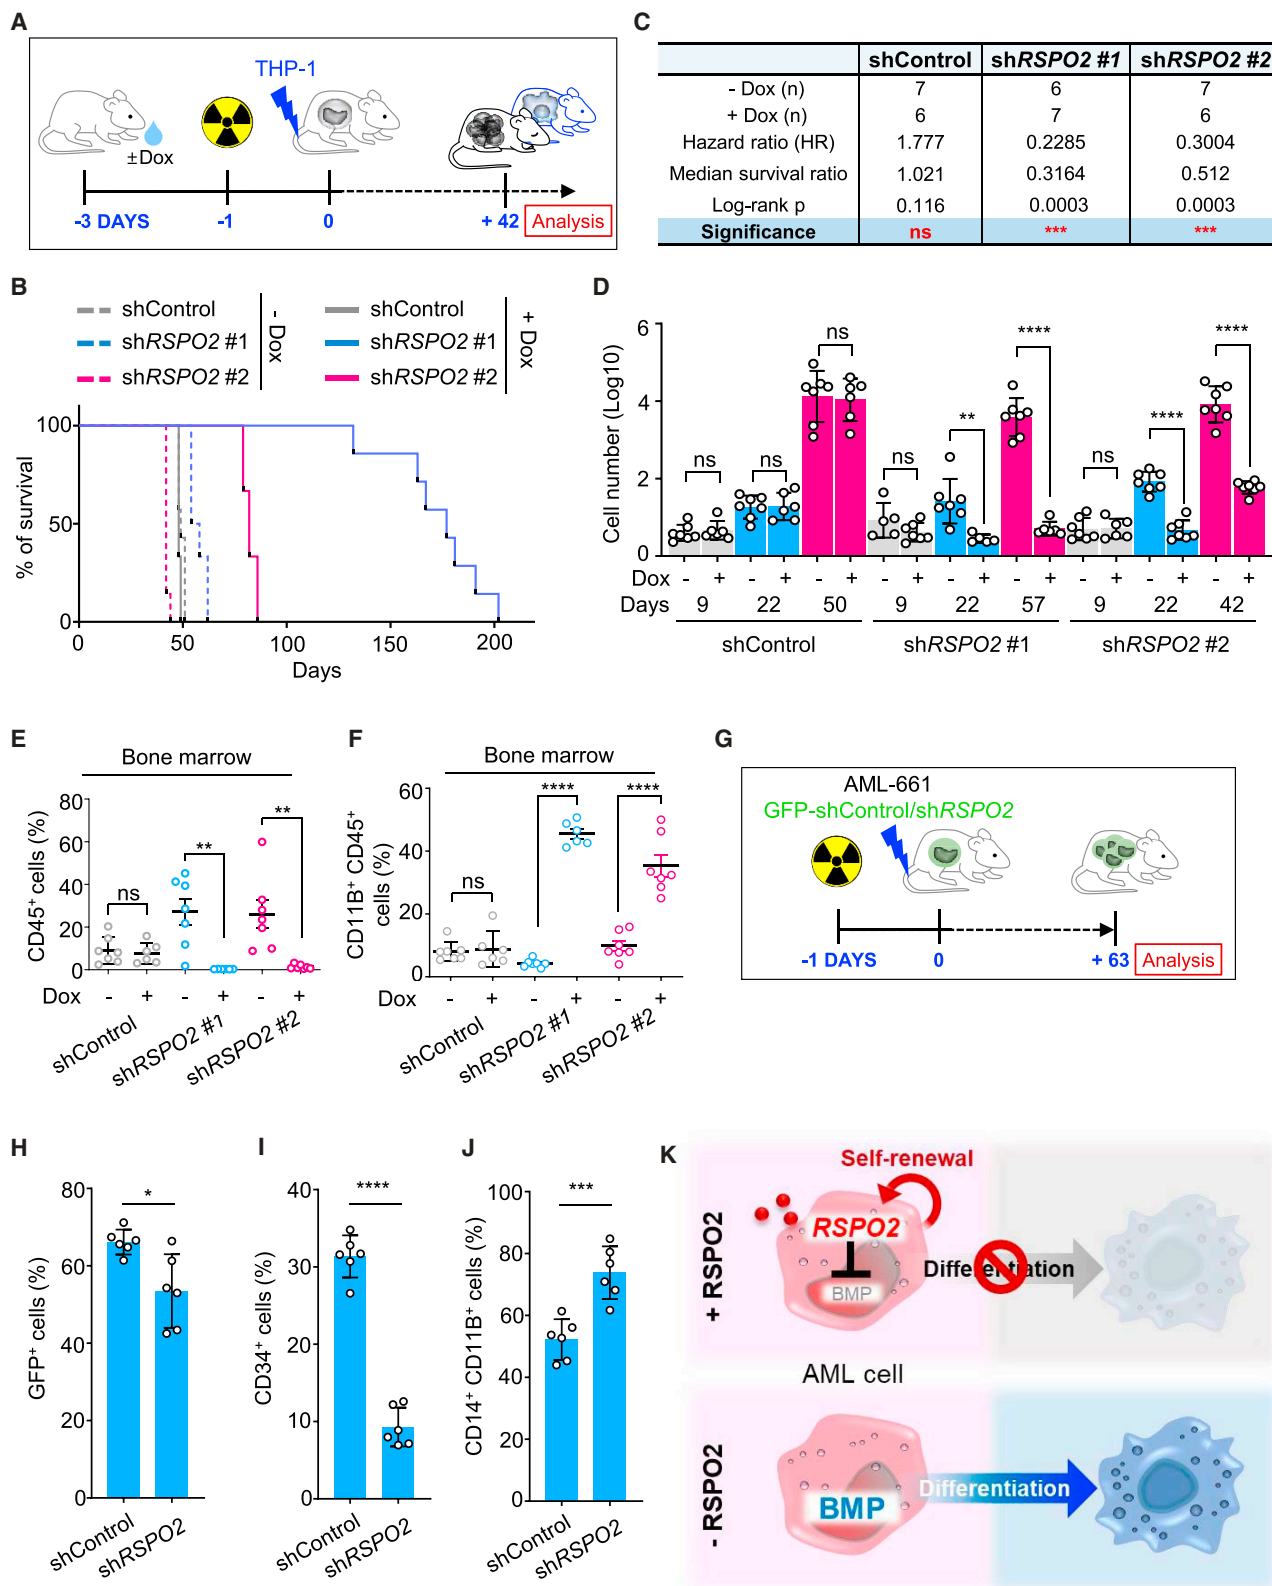 A
THP-1
±Dox
-3 DAYS
-1
0
+ 42
Analysis
C
shControl shRSPO2 #1 shRSPO2 #2
- Dox (n) 7 6 7
+ Dox (n) 6 7 6
Hazard ratio (HR) 1.777 0.2285 0.3004
Median survival ratio 1.021 0.3164 0.512
Log-rank p 0.116 0.0003 0.0003
Significance ns *** ***
B
shControl
shRSPO2 #1
shRSPO2 #2
- Dox
shControl
shRSPO2 #1
shRSPO2 #2
+ Dox
% of survival
100
50
0
0 50 100 150 200
Days
D
Cell number (Log10)
6
4
2
0
ns ns ns ns ** **** ns **** ****
Dox - + - + - + - + - + - + - + - + - +
Days 9 22 50 9 22 57 9 22 42
shControl shRSPO2 #1 shRSPO2 #2
E
Bone marrow
CD45+ cells (%)
80
60
40
20
0
ns ** **
Dox - + - + - +
shControl shRSPO2 #1 shRSPO2 #2
F
Bone marrow
CD11B+ CD45+
cells (%)
60
40
20
0
ns **** ****
Dox - + - + - +
shControl shRSPO2 #1 shRSPO2 #2
G
AML-661
GFP-shControl/shRSPO2
-1 DAYS
0
+ 63
Analysis
H
GFP+ cells (%)
80
60
40
20
0
*
shControl shRSPO2
I
CD34+ cells (%)
40
30
20
10
0
****
shControl shRSPO2
J
CD14+ CD11B+ cells (%)
100
80
60
40
20
0
***
shControl shRSPO2
K
+ RSPO2
Self-renewal
RSPO2
BMP
Differentiation
AML cell
- RSPO2
BMP
Differentiation